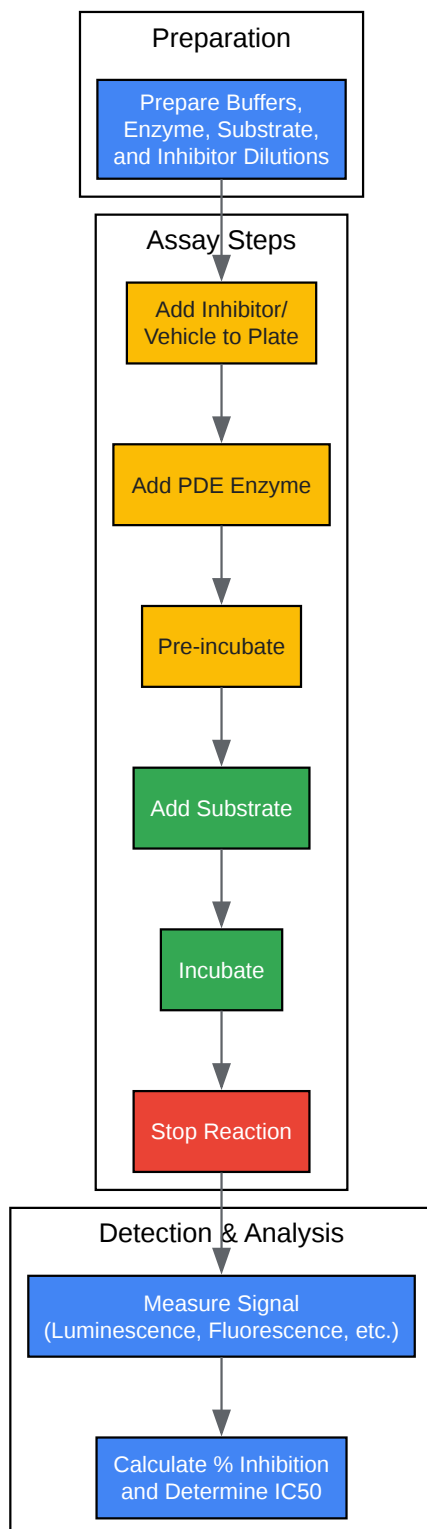 Preparation
Prepare Buffers,
Enzyme, Substrate,
and Inhibitor Dilutions
Assay Steps
Add Inhibitor/
Vehicle to Plate
Add PDE Enzyme
Pre-incubate
Add Substrate
Incubate
Stop Reaction
Detection & Analysis
Measure Signal
(Luminescence, Fluorescence, etc.)
Calculate % Inhibition
and Determine IC50